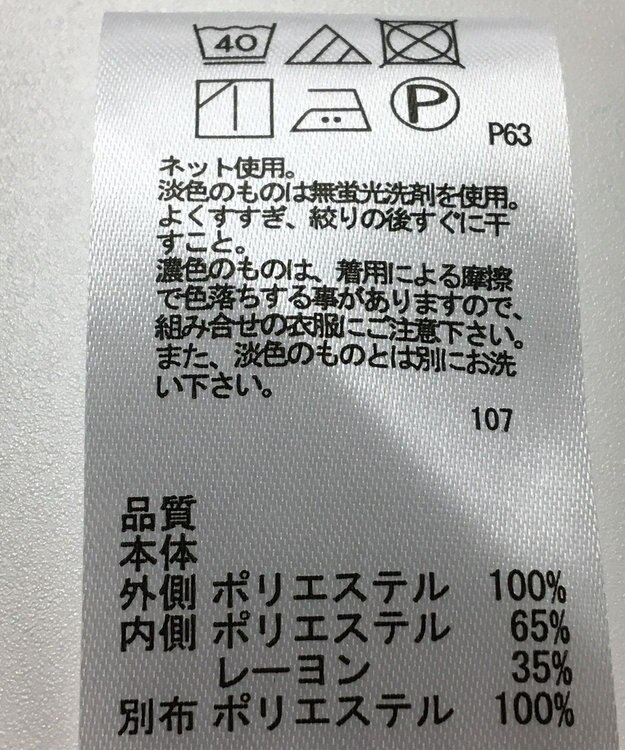 40
P
P63
ネット使用。
淡色のものは無蛍光洗剤を使用。
よくすすぎ、絞りの後すぐに干
すこと。
濃色のものは、着用による摩擦
で色落ちする事がありますので、
組み合せの衣服にご注意下さい。
また、淡色のものとは別にお洗
い下さい。
107
品質
本体
外側 ポリエステル 100%
内側 ポリエステル 65%
レーヨン 35%
別布 ポリエステル 100%